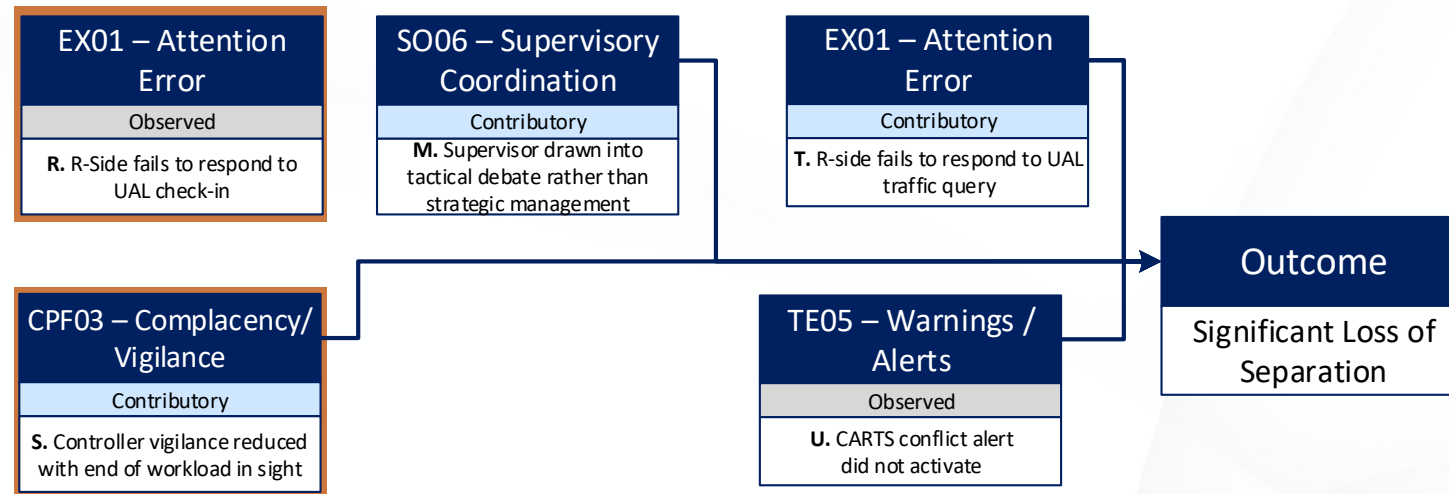 EX01 – Attention
Error
Observed
R. R-Side fails to respond to
UAL check-in
SO06 – Supervisory
Coordination
Contributory
M. Supervisor drawn into
tactical debate rather than
strategic management
EX01 – Attention
Error
Contributory
T. R-side fails to respond to UAL
traffic query
CPF03 – Complacency/
Vigilance
Contributory
S. Controller vigilance reduced
with end of workload in sight
TE05 – Warnings /
Alerts
Observed
U. CARTS conflict alert
did not activate
Outcome
Significant Loss of
Separation